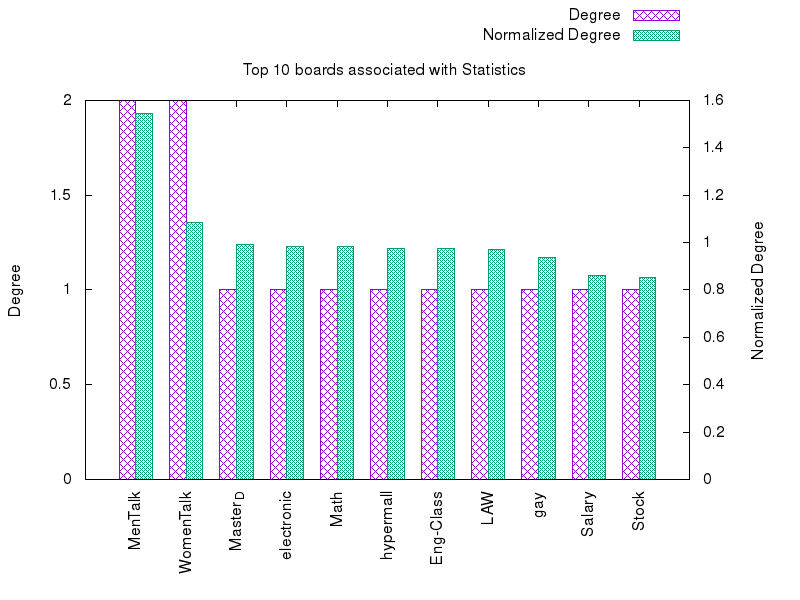 Degree
Normalized Degree
Top 10 boards associated with Statistics
2
1.5
1
0.5
0
1.6
1.4
1.2
1
0.8
0.6
0.4
0.2
0
Degree
Normalized Degree
MenTalk
WomenTalk
MasterD
electronic
Math
hypermall
Eng-Class
LAW
gay
Salary
Stock